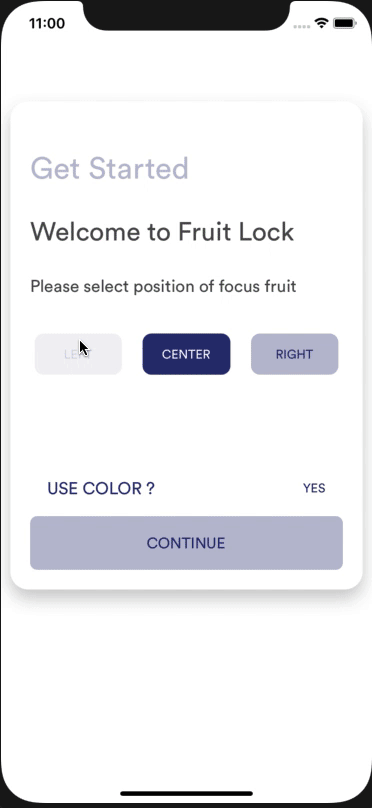 11:00
Get Started
Welcome to Fruit Lock
Please select position of focus fruit
CENTER RIGHT
USE COLOR ? YES
CONTINUE